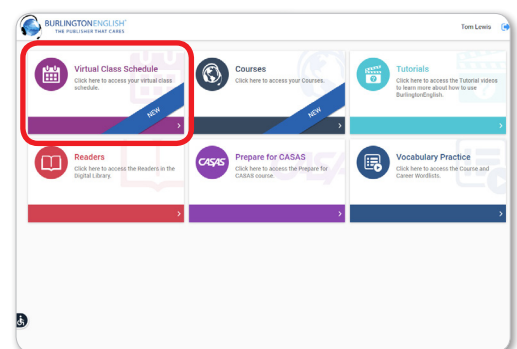 BURLINGTONENGLISH
THE PUBLISHER THAT CARES
Tom Lewis
Virtual Class Schedule
Click here to access your virtual class
schedule.
NEW
Courses
Click here to access your Courses.
NEW
Tutorials
Click here to access the Tutorial videos
to learn more about how to use
BurlingtonEnglish.
Readers
Click here to access the Readers in the
Digital Library.
CASAS
Prepare for CASAS
Click here to access the Prepare for
CASAS course.
Vocabulary Practice
Click here to access the Course and
Career Wordlists.